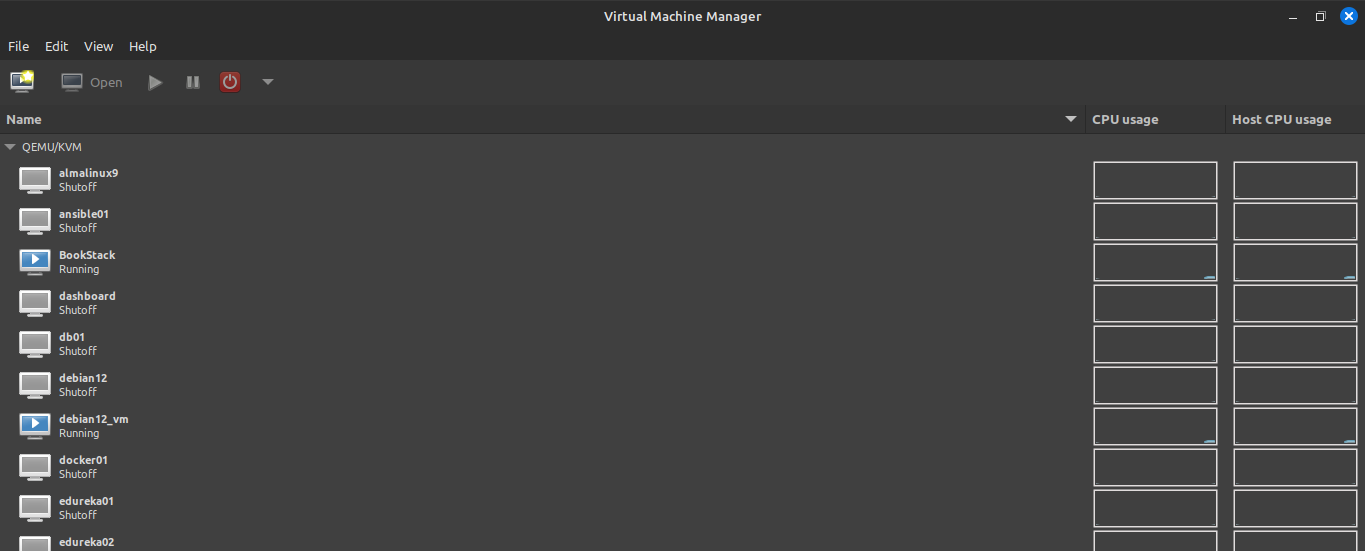 Virtual Machine Manager
File Edit View Help
Open
Name CPU usage Host CPU usage
QEMU/KVM
almalinux9
Shutoff
ansible01
Shutoff
BookStack
Running
dashboard
Shutoff
db01
Shutoff
debian12
Shutoff
debian12_vm
Running
docker01
Shutoff
edureka01
Shutoff
edureka02